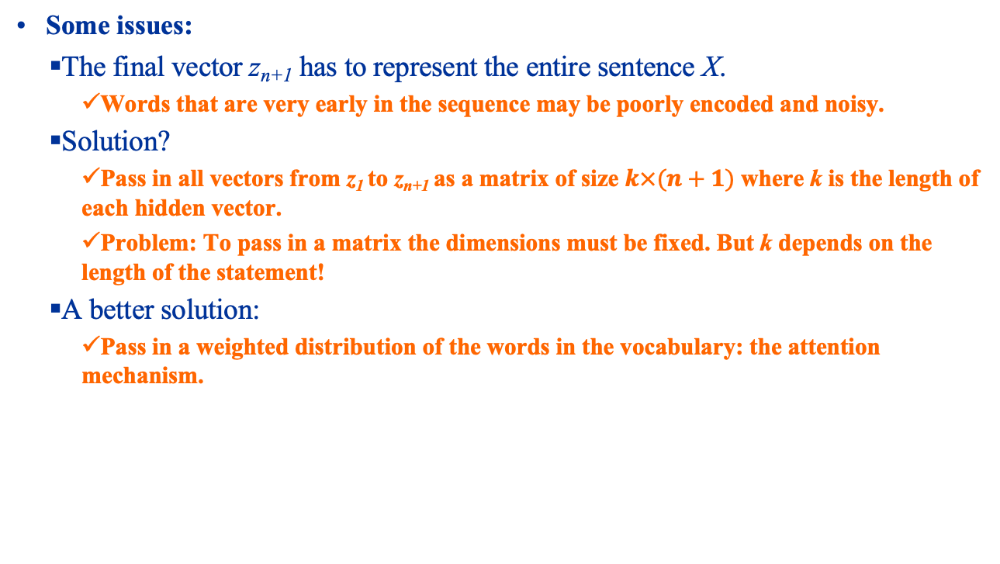 • Some issues:
▪The final vector zn+1 has to represent the entire sentence X.
✓Words that are very early in the sequence may be poorly encoded and noisy.
▪Solution?
✓Pass in all vectors from z1 to zn+1 as a matrix of size k×(n + 1) where k is the length of
each hidden vector.
✓Problem: To pass in a matrix the dimensions must be fixed. But k depends on the
length of the statement!
▪A better solution:
✓Pass in a weighted distribution of the words in the vocabulary: the attention
mechanism.